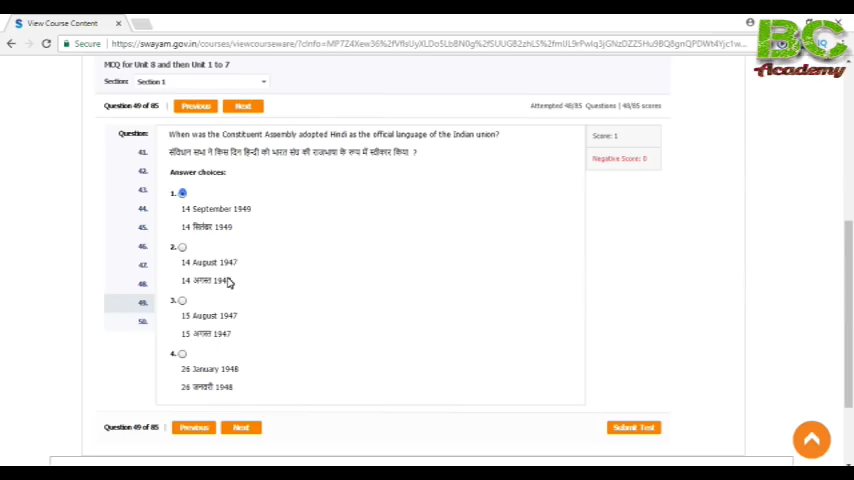 View Course Content
BC
Academy
Secure
https://swayam.gov.in/courses/viewcourseware/?
MCQ for Unit 8 and then Unit 1 to 7
Section: Section 1
Question 49 of 85 | Previous Next Attempted 48/85 Questions | 48/85 scores
Question: When was the Constituent Assembly adopted Hindi as the offical language of the Indian union? Score: 1
41. संविधान सभा ने किस दिन हिन्दी को भारत संघ की राजभाषा के रूप में स्वीकार किया ? Negative Score: 0
42. Answer choices:
43. 1.
44. 14 September 1949
45. 14 सितंबर 1949
46. 2.
47. 14 August 1947
48. 14 अगस्त
49. 3.
50. 15 August 1947
15 अगस्त 1947
4.
26 January 1948
26 जनवरी 1948
Question 49 of 85 | Previous Next Submit Test